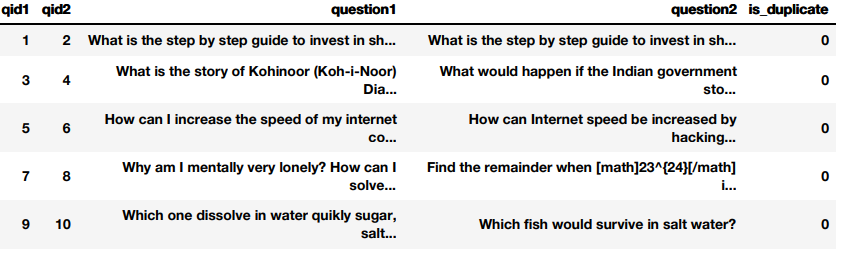 qid1 qid2 question1 question2 is_duplicate
1 2 What is the step by step guide to invest in sh... What is the step by step guide to invest in sh... 0
3 4 What is the story of Kohinoor (Koh-i-Noor) Dia... What would happen if the Indian government sto... 0
5 6 How can I increase the speed of my internet co... How can Internet speed be increased by hacking... 0
7 8 Why am I mentally very lonely? How can I solve... Find the remainder when [math]23^{24}[/math] i... 0
9 10 Which one dissolve in water quikly sugar, salt... Which fish would survive in salt water? 0